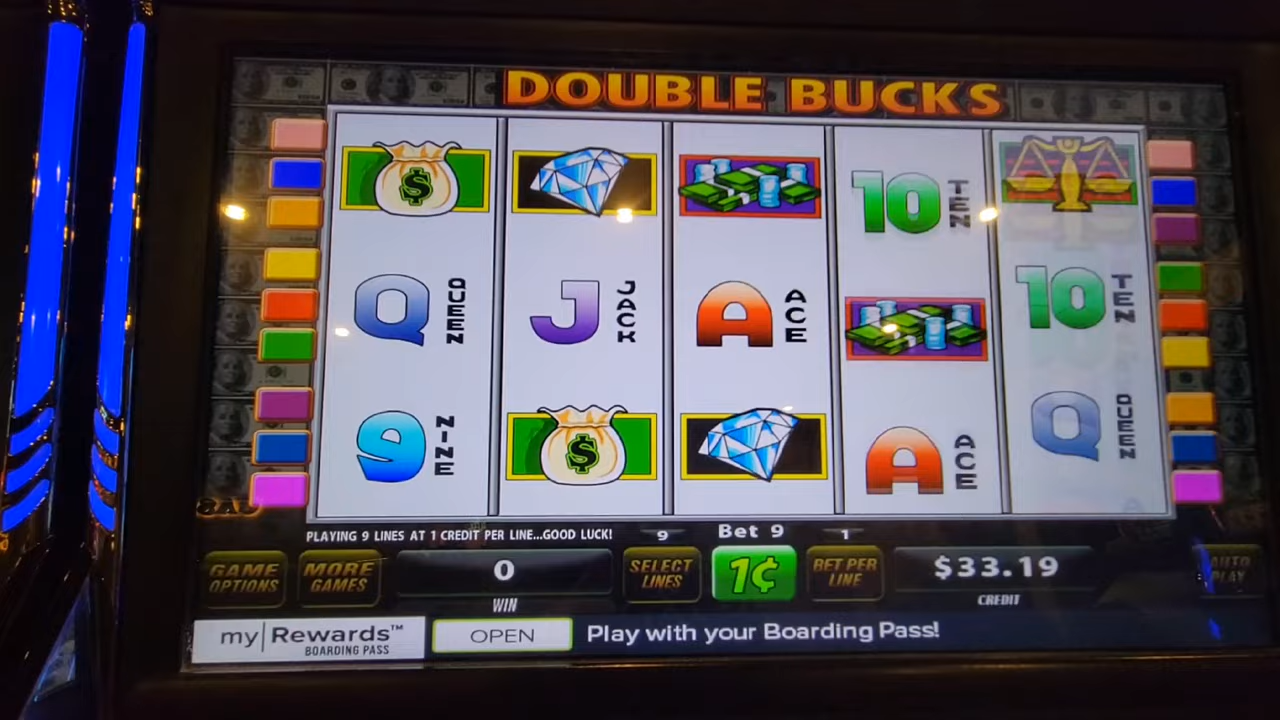 DOUBLE BUCKS
$
10 TEN
Q QUEEN
J JACK
A ACE
10 TEN
9 NINE
$
A ACE
Q QUEEN
PLAYING 9 LINES AT 1 CREDIT PER LINE...GOOD LUCK!
9
Bet 9
1
GAME OPTIONS
MORE GAMES
0
WIN
SELECT LINES
1¢
BET PER LINE
$33.19
CREDIT
AUTO PLAY
my|Rewards™
BOARDING PASS
OPEN
Play with your Boarding Pass!